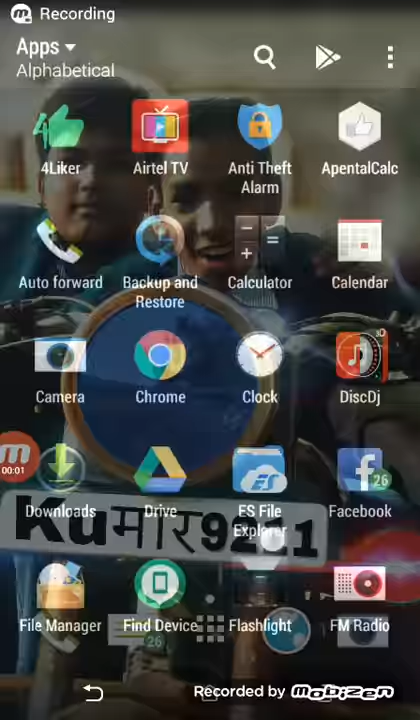 Recording
Apps
Alphabetical
4Liker
Airtel TV
Anti Theft Alarm
ApentalCalc
Auto forward
Backup and Restore
Calculator
Calendar
Camera
Chrome
Clock
DiscDj
00:01
Downloads
Drive
ES File Explorer
Facebook
26
Kuमार9211
File Manager
Find Device
Flashlight
FM Radio
26
Recorded by mobizen